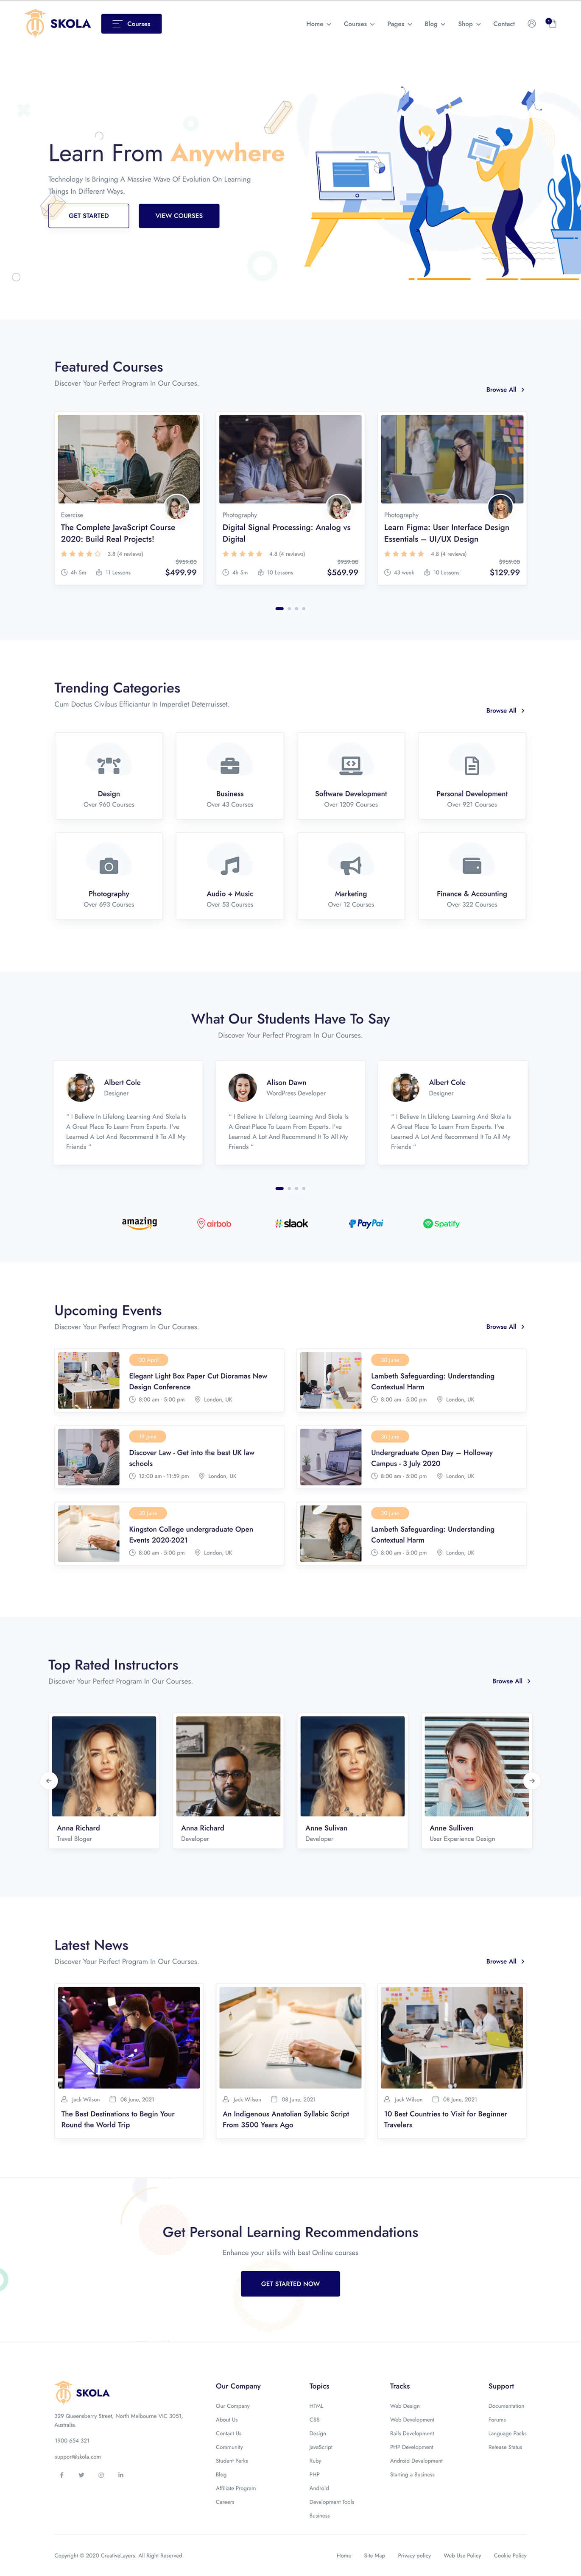 SKOLA
Courses
Home
Courses
Pages
Blog
Shop
Contact
Learn From Anywhere
Technology Is Bringing A Massive Wave Of Evolution On Learning
Things In Different Ways.
GET STARTED
VIEW COURSES
Featured Courses
Discover Your Perfect Program In Our Courses.
Browse All
Exercise
The Complete JavaScript Course
2020: Build Real Projects!
3.8 (4 reviews)
$959.00
4h 5m
11 Lessons
$499.99
Photography
Digital Signal Processing: Analog vs
Digital
4.8 (4 reviews)
$959.00
4h 5m
10 Lessons
$569.99
Photography
Learn Figma: User Interface Design
Essentials – UI/UX Design
4.8 (4 reviews)
$959.00
43 week
10 Lessons
$129.99
Trending Categories
Cum Doctus Civibus Efficiantur In Imperdiet Deterruisset.
Browse All
Design
Over 960 Courses
Business
Over 43 Courses
Software Development
Over 1209 Courses
Personal Development
Over 921 Courses
Photography
Over 693 Courses
Audio + Music
Over 53 Courses
Marketing
Over 12 Courses
Finance & Accounting
Over 322 Courses
What Our Students Have To Say
Discover Your Perfect Program In Our Courses.
Albert Cole
Designer
“ I Believe In Lifelong Learning And Skola Is
A Great Place To Learn From Experts. I've
Learned A Lot And Recommend It To All My
Friends “
Alison Dawn
WordPress Developer
“ I Believe In Lifelong Learning And Skola Is
A Great Place To Learn From Experts. I've
Learned A Lot And Recommend It To All My
Friends “
Albert Cole
Designer
“ I Believe In Lifelong Learning And Skola Is
A Great Place To Learn From Experts. I've
Learned A Lot And Recommend It To All My
Friends “
amazing
airbob
slaok
PayPai
Spatify
Upcoming Events
Discover Your Perfect Program In Our Courses.
Browse All
Elegant Light Box Paper Cut Dioramas New
Design Conference
8:00 am - 5:00 pm
London, UK
Lambeth Safeguarding: Understanding
Contextual Harm
8:00 am - 5:00 pm
London, UK
Discover Law - Get into the best UK law
schools
12:00 am - 11:59 pm
London, UK
Undergraduate Open Day – Holloway
Campus - 3 July 2020
8:00 am - 5:00 pm
London, UK
Kingston College undergraduate Open
Events 2020-2021
8:00 am - 5:00 pm
London, UK
Lambeth Safeguarding: Understanding
Contextual Harm
8:00 am - 5:00 pm
London, UK
Top Rated Instructors
Discover Your Perfect Program In Our Courses.
Browse All
Anna Richard
Travel Bloger
Anna Richard
Developer
Anne Sulivan
Developer
Anne Sulliven
User Experience Design
Latest News
Discover Your Perfect Program In Our Courses.
Browse All
Jack Wilson
08 June, 2021
The Best Destinations to Begin Your
Round the World Trip
Jack Wilson
08 June, 2021
An Indigenous Anatolian Syllabic Script
From 3500 Years Ago
Jack Wilson
08 June, 2021
10 Best Countries to Visit for Beginner
Travelers
Get Personal Learning Recommendations
Enhance your skills with best Online courses
GET STARTED NOW
SKOLA
329 Queensberry Street, North Melbourne VIC 3051,
Australia.
1900 654 321
support@skola.com
Our Company
Our Company
About Us
Contact Us
Community
Student Perks
Blog
Affiliate Program
Careers
Topics
HTML
CSS
Design
JavaScript
Ruby
PHP
Android
Development Tools
Business
Tracks
Web Design
Web Development
Rails Development
PHP Development
Android Development
Starting a Business
Support
Documentation
Forums
Language Packs
Release Status
Copyright © 2020 CreativeLayers. All Right Reserved.
Home
Site Map
Privacy policy
Web Use Policy
Cookie Policy